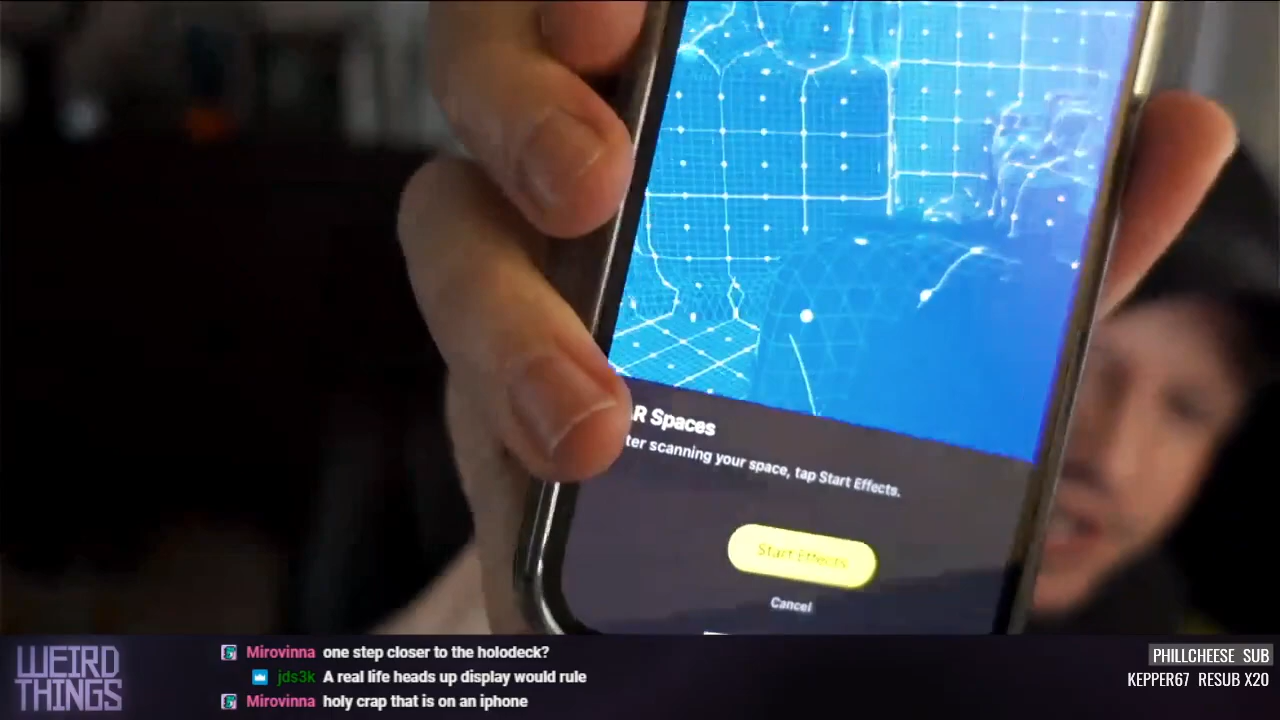 R Spaces
ter scanning your space, tap Start Effects.
Start Effects
Cancel
WEIRD
THINGS
Mirovinna one step closer to the holodeck?
jds3k A real life heads up display would rule
Mirovinna holy crap that is on an iphone
PHILLCHEESE SUB
KEPPER67 RESUB X20